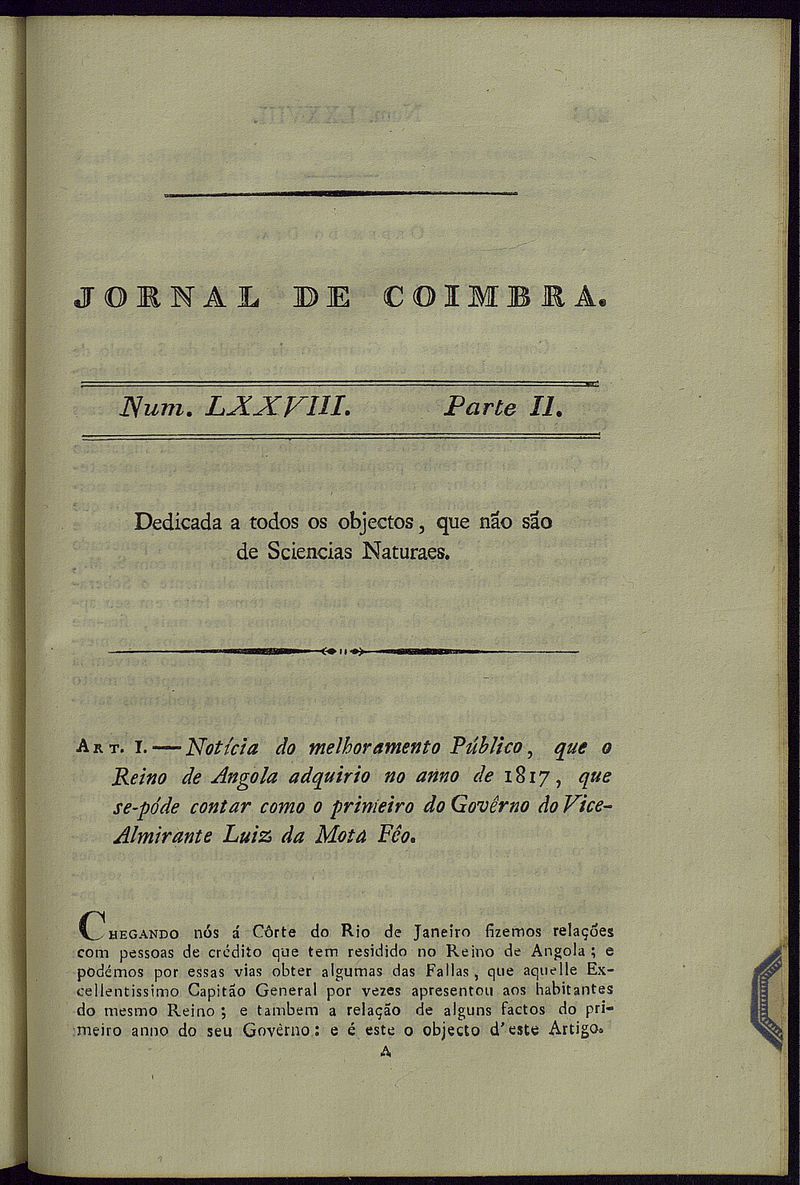 JORNAL DE COIMBRA.
Num. LXXVIII. Parte II.
Dedicada a todos os objectos, que não são
de Sciencias Naturaes.
ART. I. — Notícia do melhoramento Público, que o
Reino de Angola adquirio no anno de 1817, que
se-póde contar como o primeiro do Govêrno do Vice-
Almirante Luiz da Mota Fêo.
CHEGANDO nós á Côrte do Rio de Janeiro fizemos relações
com pessoas de crédito que tem residido no Reino de Angola; e
podémos por essas vias obter algumas das Fallas, que aquelle Ex-
cellentissimo Capitão General por vezes apresentou aos habitantes
do mesmo Reino; e tambem a relação de alguns factos do pri-
meiro anno do seu Govêrno: e é este o objecto d'este Artigo.
A